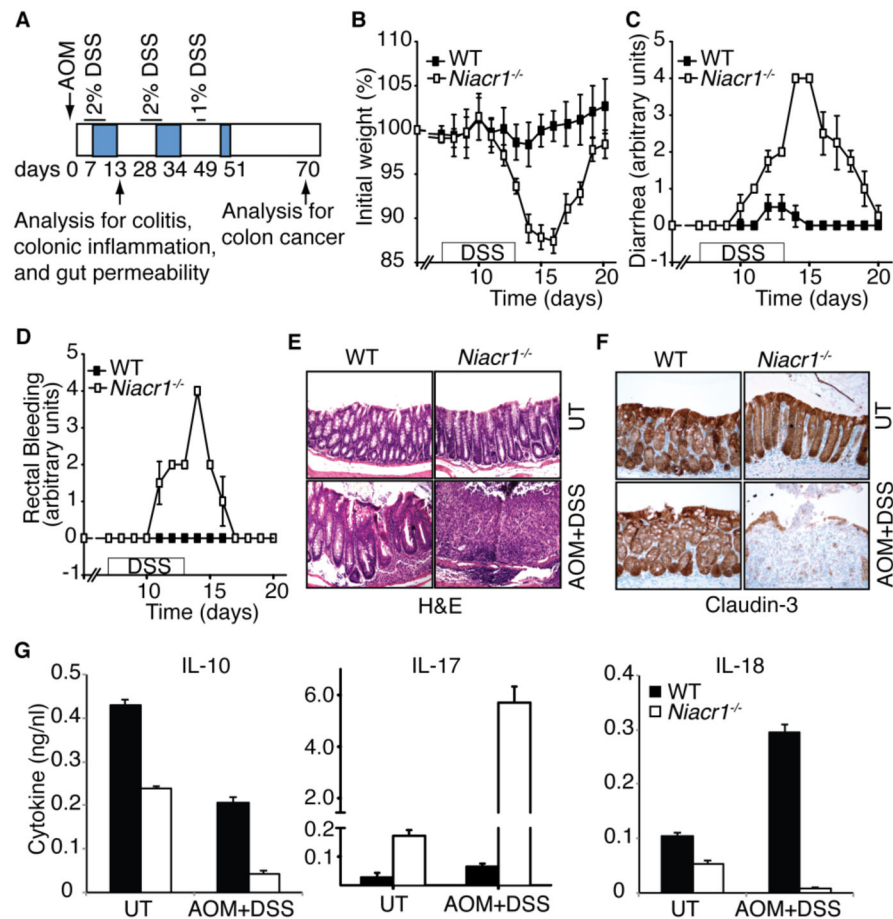 A
AOM
2% DSS
2% DSS
1% DSS
days 0 7 13 28 34 49 51 70
Analysis for colitis,
colonic inflammation,
and gut permeability
Analysis for
colon cancer
B
110
105
100
95
90
85
Initial weight (%)
WT
Niacr1-/-
DSS
10 15 20
Time (days)
C
5
4
3
2
1
0
-1
Diarrhea (arbitrary units)
WT
Niacr1-/-
DSS
10 15 20
Time (days)
D
5
4
3
2
1
0
-1
Rectal Bleeding
(arbitrary units)
WT
Niacr1-/-
DSS
10 15 20
Time (days)
E
WT Niacr1-/-
UT
AOM+DSS
H&E
F
WT Niacr1-/-
UT
AOM+DSS
Claudin-3
G
Cytokine (ng/nl)
IL-10
0.5
0.4
0.3
0.2
0.1
0
UT AOM+DSS
IL-17
6.0
4.0
2.0
0.2
0.1
UT AOM+DSS
IL-18
0.4
0.3
0.2
0.1
0
WT
Niacr1-/-
UT AOM+DSS